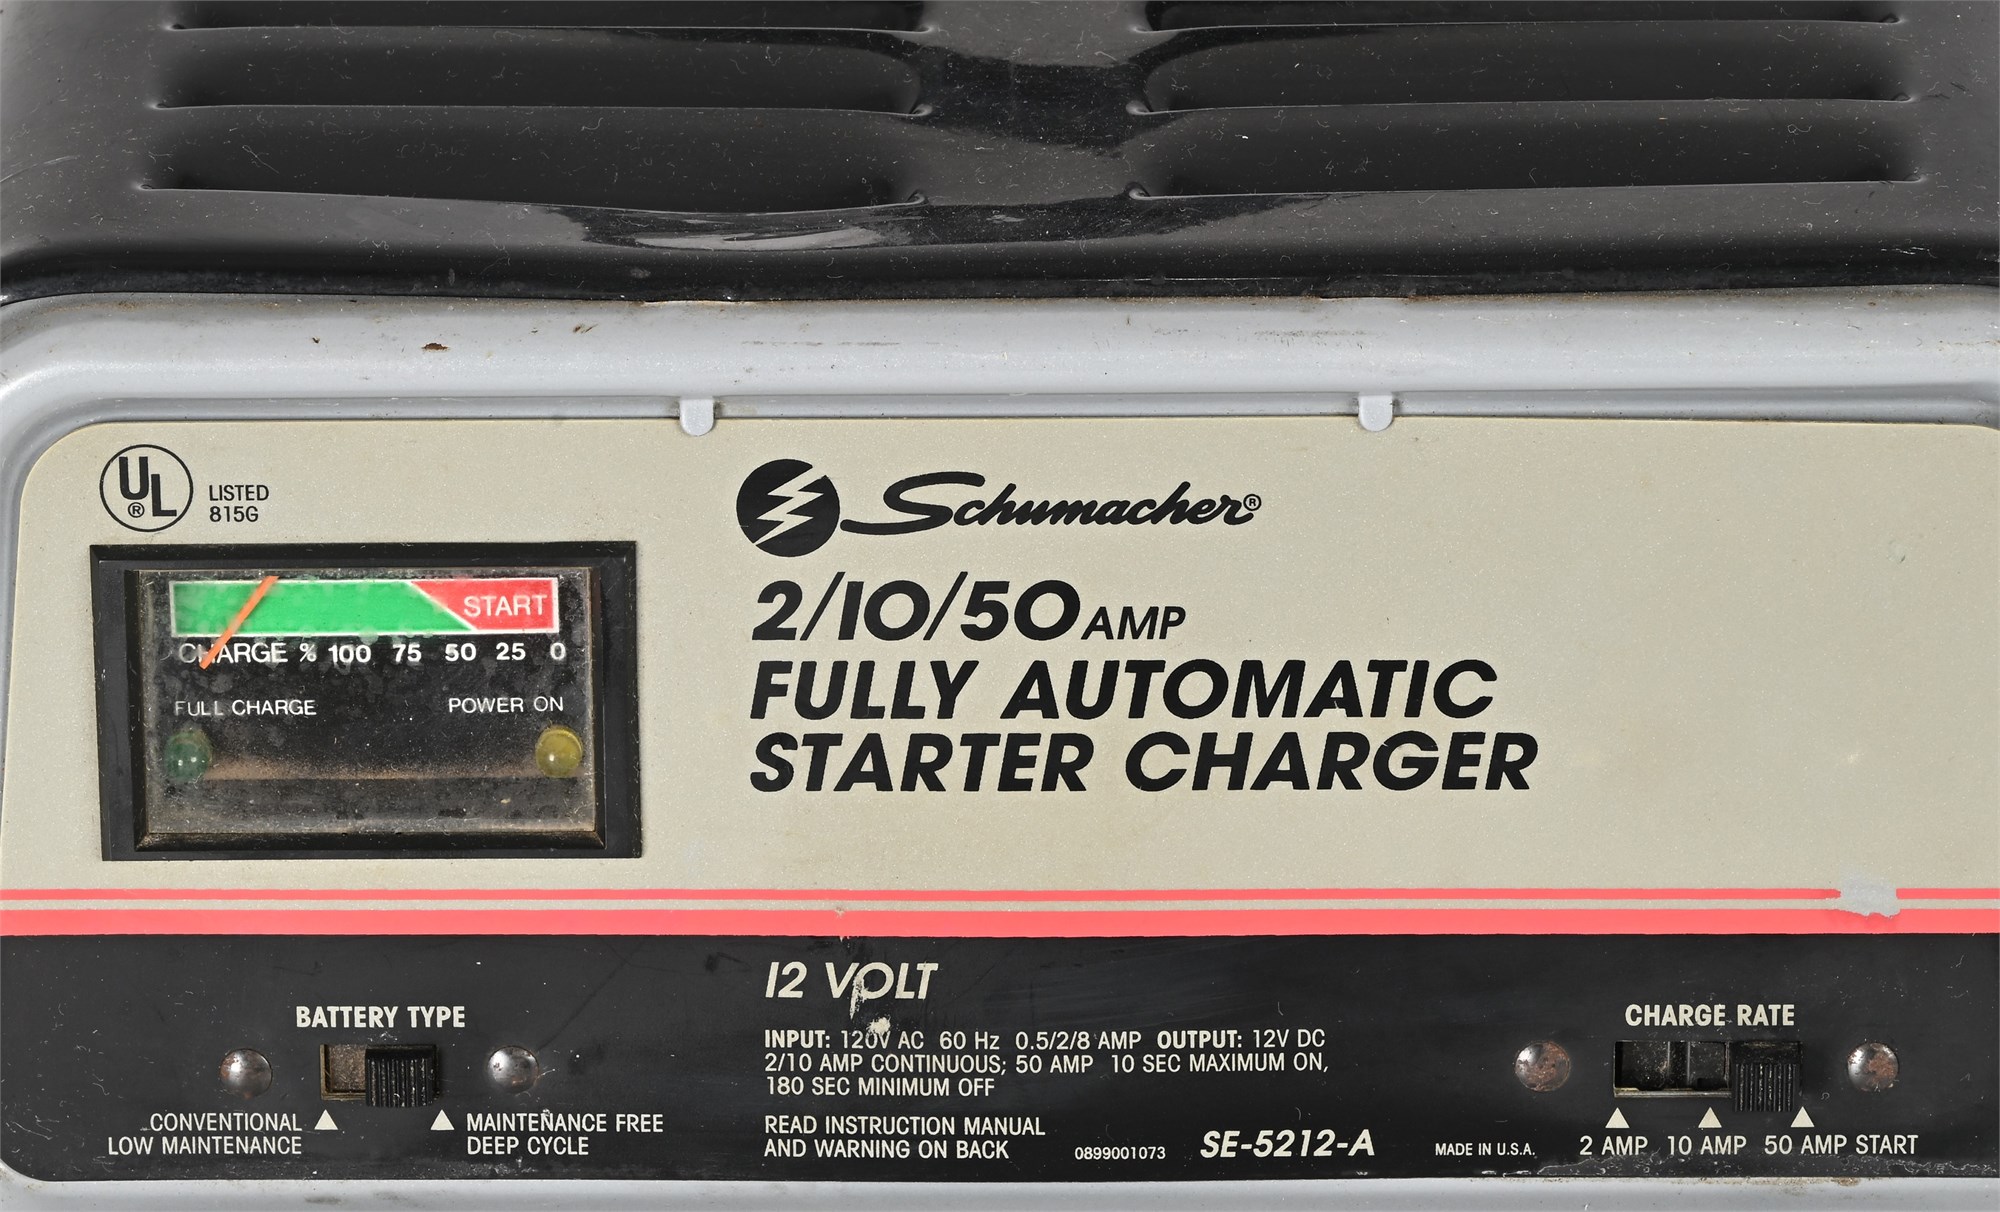 UL
®
LISTED
815G
Schumacher®
START
CHARGE % 100 75 50 25 0
FULL CHARGE POWER ON
2/10/50 AMP
FULLY AUTOMATIC
STARTER CHARGER
12 VOLT
BATTERY TYPE
CONVENTIONAL
LOW MAINTENANCE
MAINTENANCE FREE
DEEP CYCLE
INPUT: 120V AC 60 Hz 0.5/2/8 AMP OUTPUT: 12V DC
2/10 AMP CONTINUOUS; 50 AMP 10 SEC MAXIMUM ON,
180 SEC MINIMUM OFF
READ INSTRUCTION MANUAL
AND WARNING ON BACK
0899001073
SE-5212-A
MADE IN U.S.A.
CHARGE RATE
2 AMP 10 AMP 50 AMP START